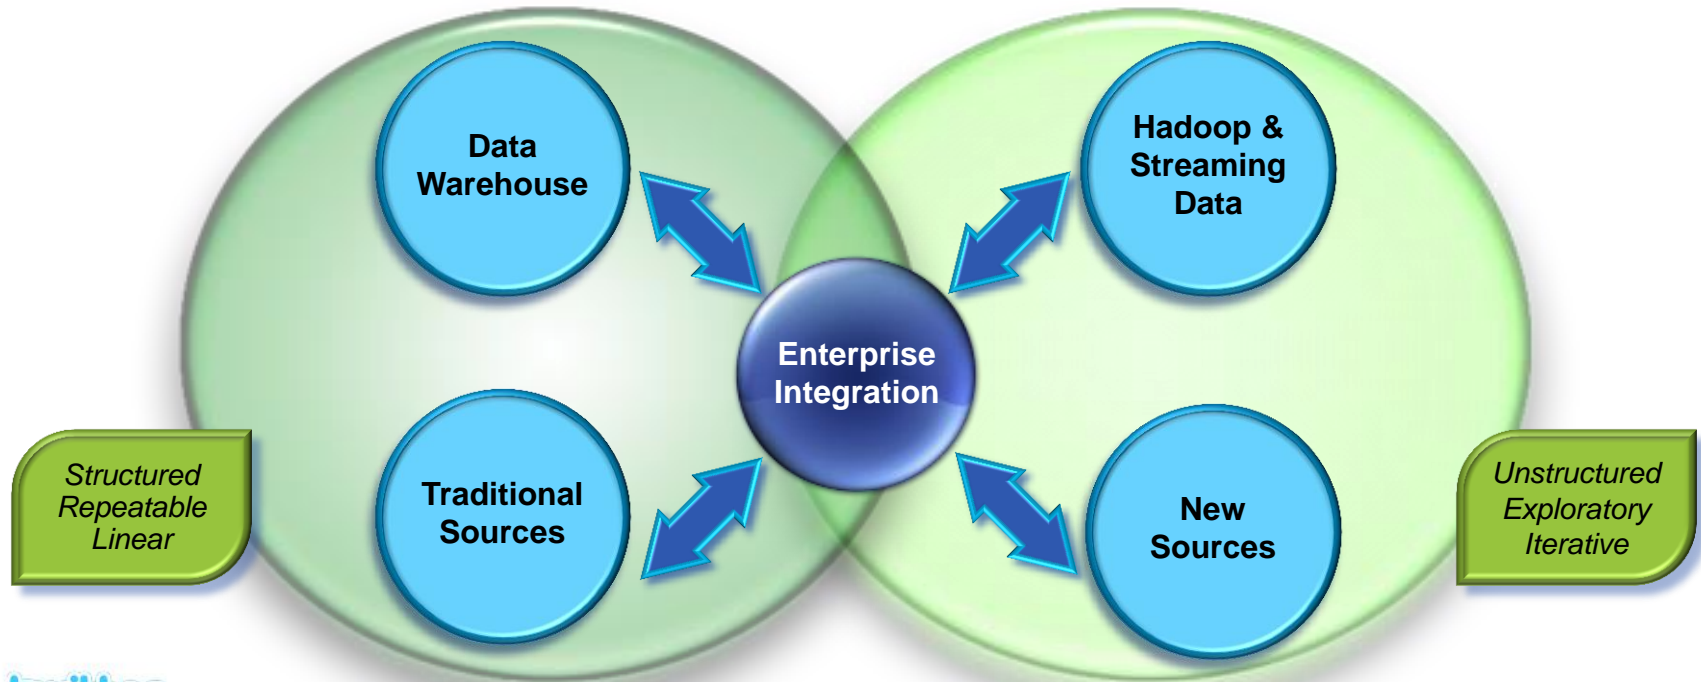 Data
Warehouse
Hadoop &
Streaming
Data
Enterprise
Integration
Structured
Repeatable
Linear
Traditional
Sources
New
Sources
Unstructured
Exploratory
Iterative